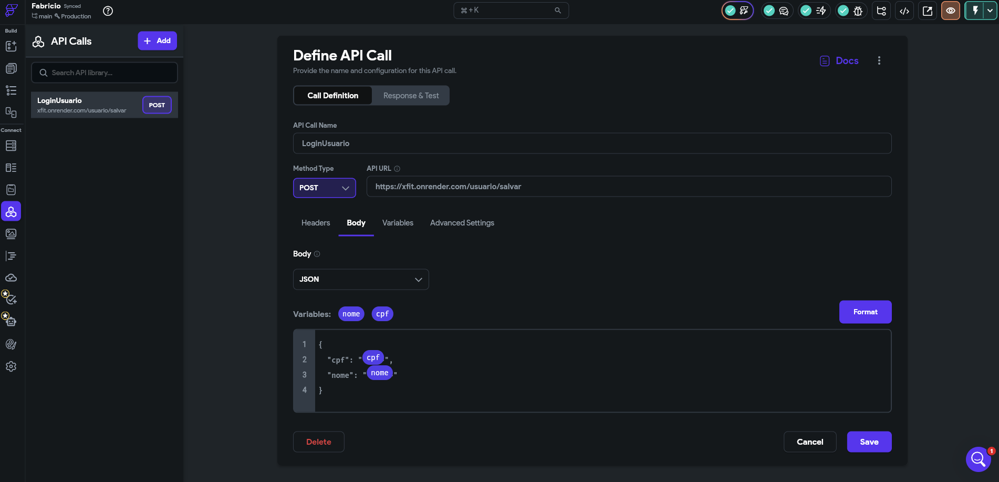 Fabricio Synced
main Production
⌘+K
Build
API Calls
Add
Search API library...
LoginUsuario
xfit.onrender.com/usuario/salvar
POST
Connect
Define API Call
Provide the name and configuration for this API call.
Docs
Call Definition
Response & Test
API Call Name
LoginUsuario
Method Type
API URL
POST
https://xfit.onrender.com/usuario/salvar
Headers
Body
Variables
Advanced Settings
Body
JSON
Variables: nome cpf
Format
1 {
2 "cpf": "cpf",
3 "nome": "nome"
4 }
Delete
Cancel
Save
1